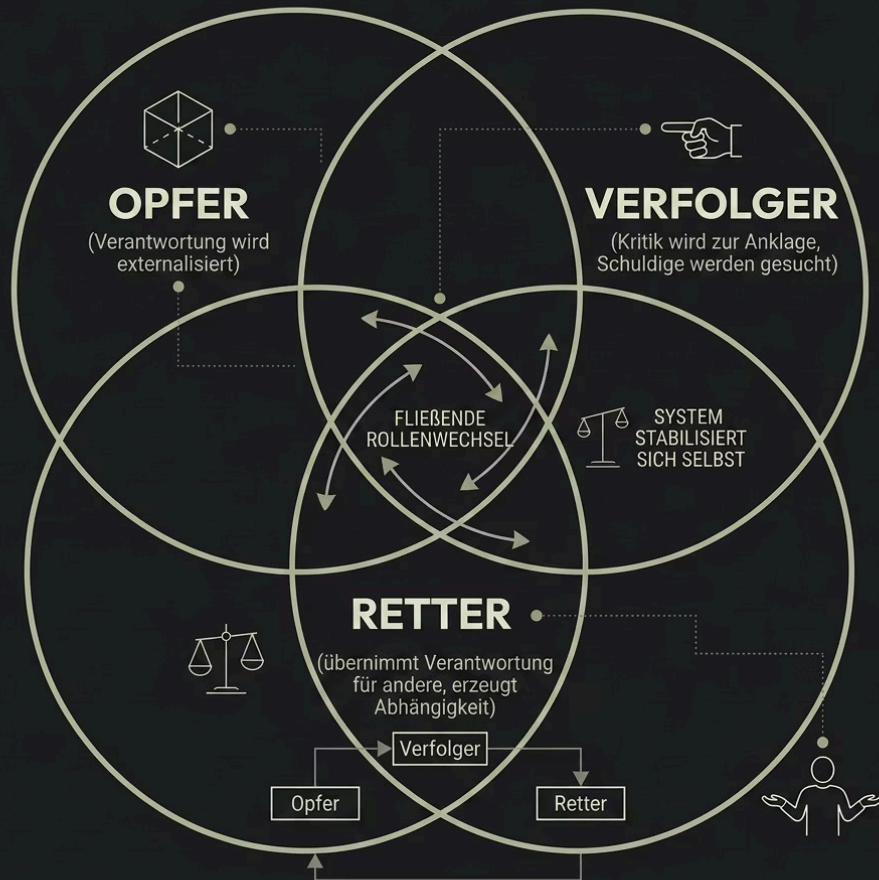 OPFER
(Verantwortung wird
externalisiert)
VERFOLGER
(Kritik wird zur Anklage,
Schuldige werden gesucht)
FLIEßENDE
ROLLENWECHSEL
SYSTEM
STABILISIERT
SICH SELBST
RETTER
(übernimmt Verantwortung
für andere, erzeugt
Abhängigkeit)
Verfolger
Opfer
Retter